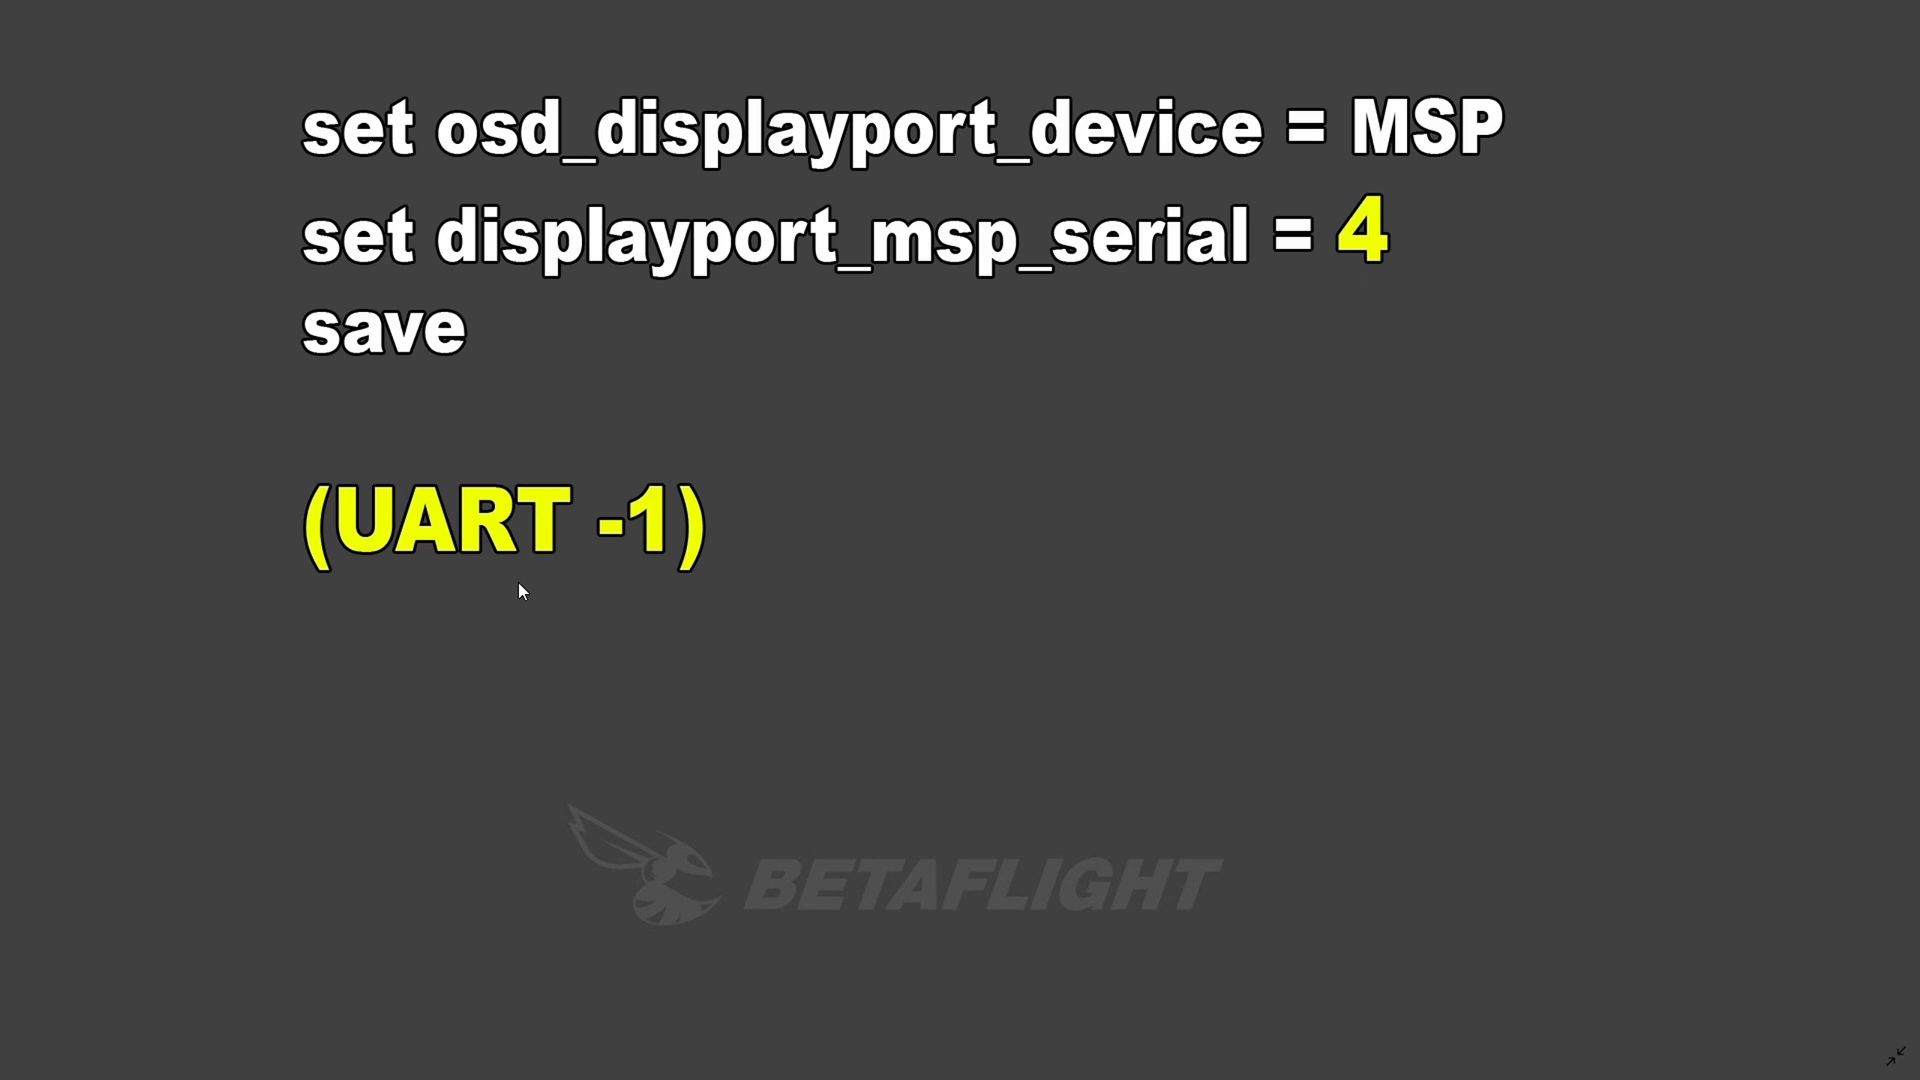 set osd_displayport_device = MSP
set displayport_msp_serial = 4
save
(UART -1)
BETAFLIGHT